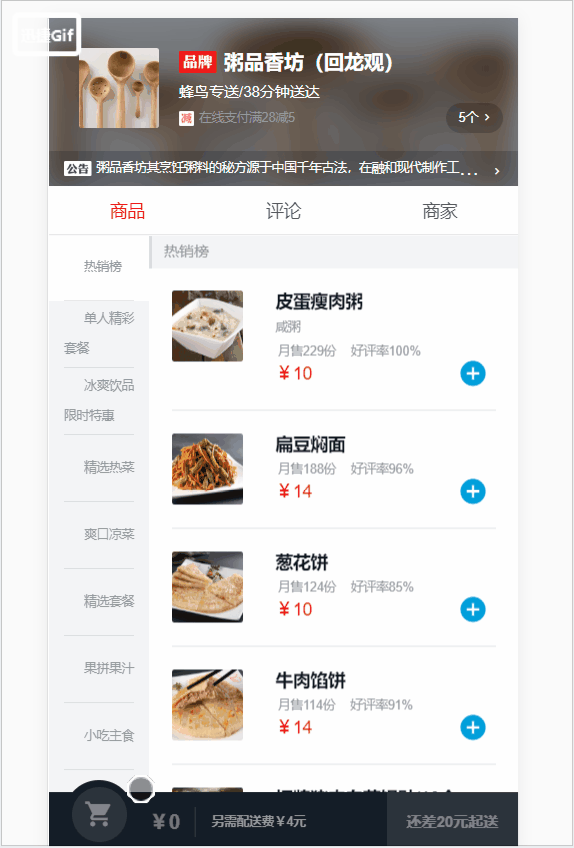 Gif
品牌 粥品香坊（回龙观）
蜂鸟专送/38分钟送达
减 在线支付满28减5
5个 >
公告 粥品香坊其烹饪粥料的秘方源于中国千年古法，在融和现代制作工... >
商品 评论 商家
热销榜
单人精彩
套餐
冰爽饮品
限时特惠
精选热菜
爽口凉菜
精选套餐
果拼果汁
小吃主食
热销榜
皮蛋瘦肉粥
咸粥
月售229份 好评率100%
￥10
扁豆焖面
月售188份 好评率96%
￥14
葱花饼
月售124份 好评率85%
￥10
牛肉馅饼
月售114份 好评率91%
￥14
￥0 另需配送费￥4元 还差20元起送